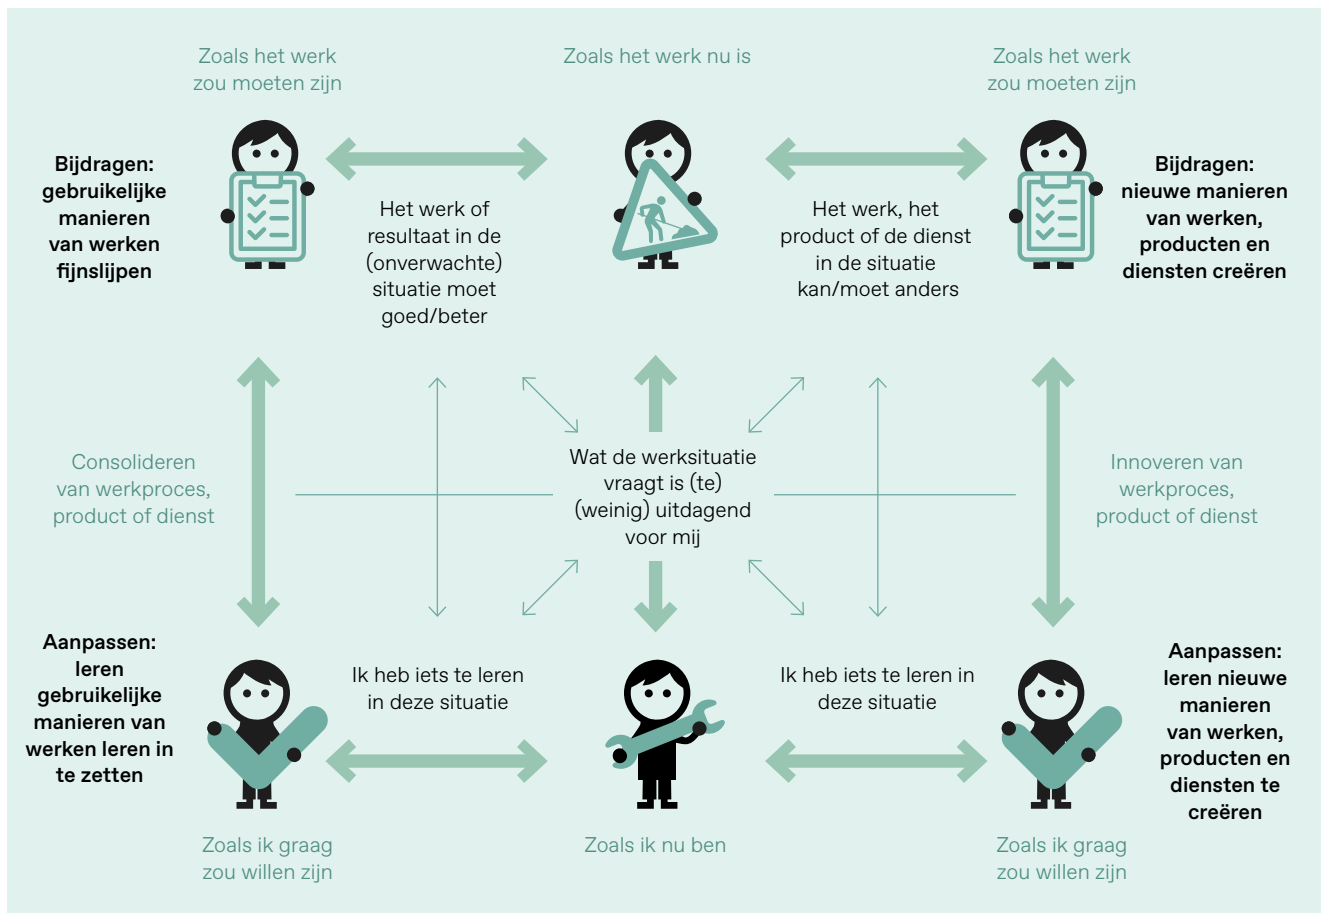 Zoals het werk
zou moeten zijn
Zoals het werk nu is
Zoals het werk
zou moeten zijn
Bijdragen:
gebruikelijke
manieren
van werken
fijnslijpen
Het werk of
resultaat in de
(onverwachte)
situatie moet
goed/beter
Het werk, het
product of de dienst
in de situatie
kan/moet anders
Bijdragen:
nieuwe manieren
van werken,
producten en
diensten creëren
Consolideren
van werkproces,
product of dienst
Wat de werksituatie
vraagt is (te)
(weinig) uitdagend
voor mij
Innoveren van
werkproces,
product of dienst
Aanpassen:
leren
gebruikelijke
manieren van
werken leren in
te zetten
Ik heb iets te leren
in deze situatie
Ik heb iets te leren in
deze situatie
Aanpassen:
leren nieuwe
manieren
van werken,
producten en
diensten te
creëren
Zoals ik graag
zou willen zijn
Zoals ik nu ben
Zoals ik graag
zou willen zijn